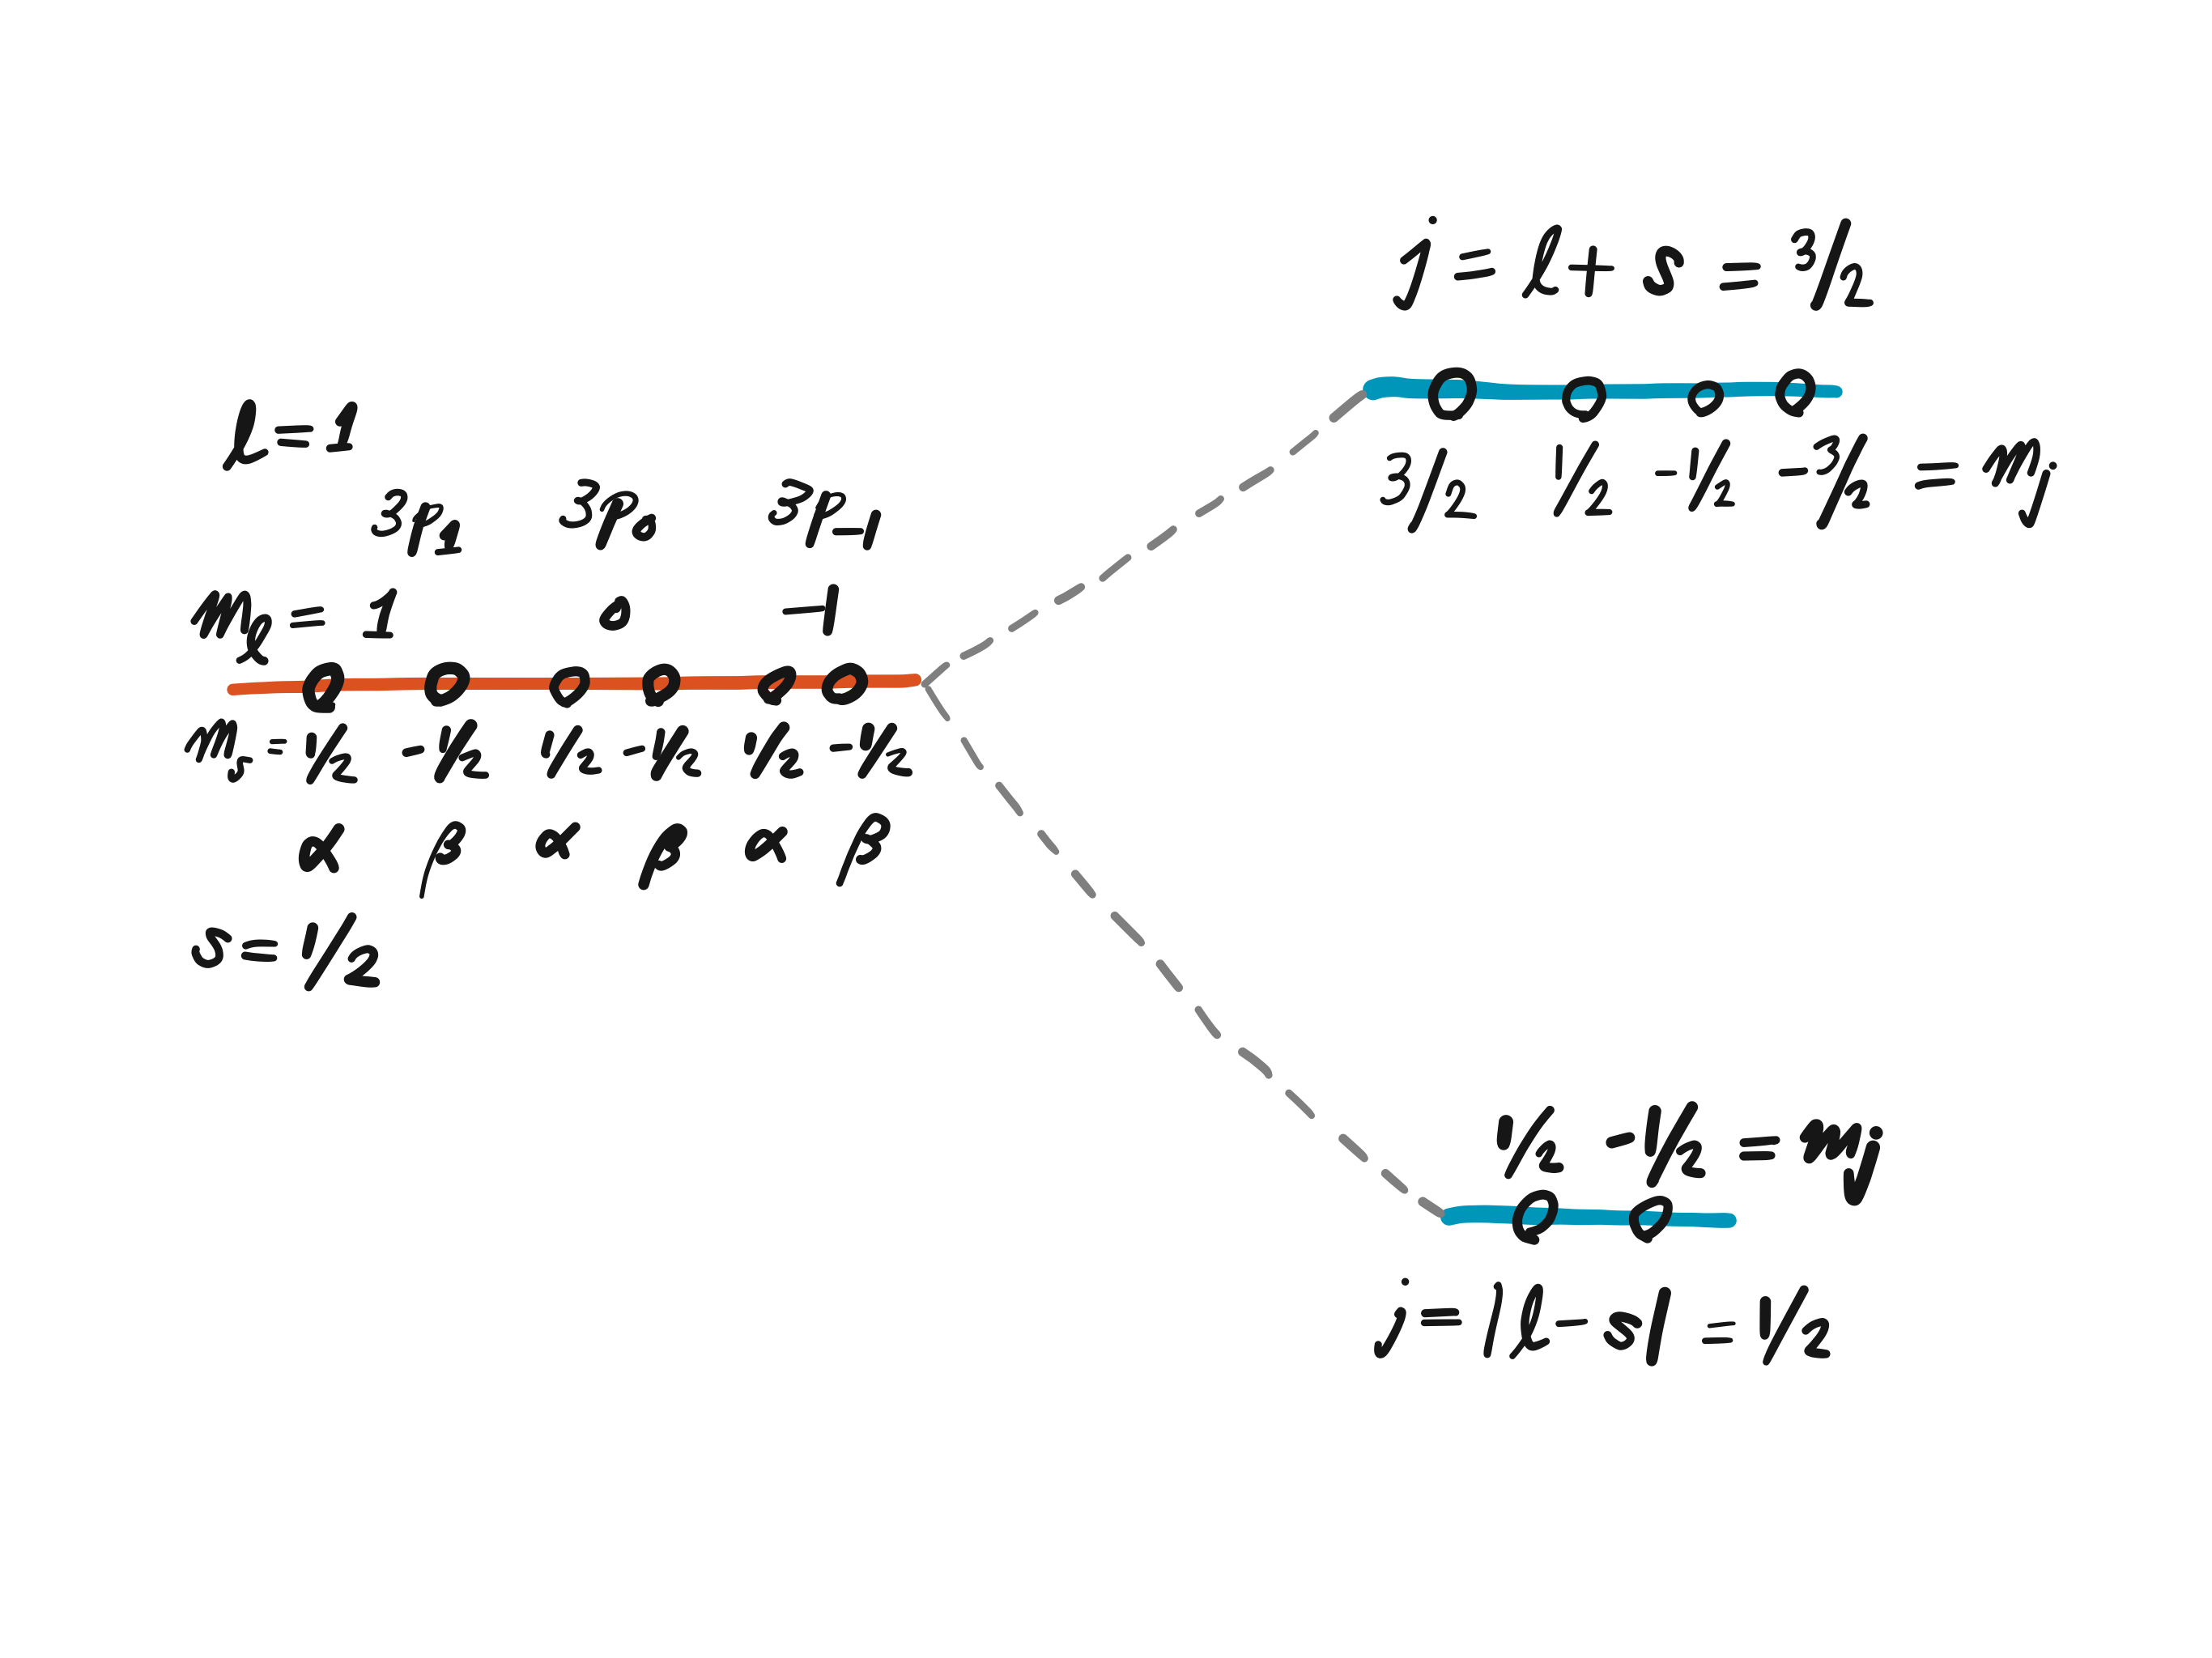 j = ℓ + s = 3/2
ℓ = 1
3/2 1/2 -1/2 -3/2 = mj
3p1 3p0 3p-1
mℓ = 1 0 -1
ms = 1/2 -1/2 1/2 -1/2 1/2 -1/2
α β α β α β
s = 1/2
1/2 -1/2 = mj
j = |ℓ - s| = 1/2